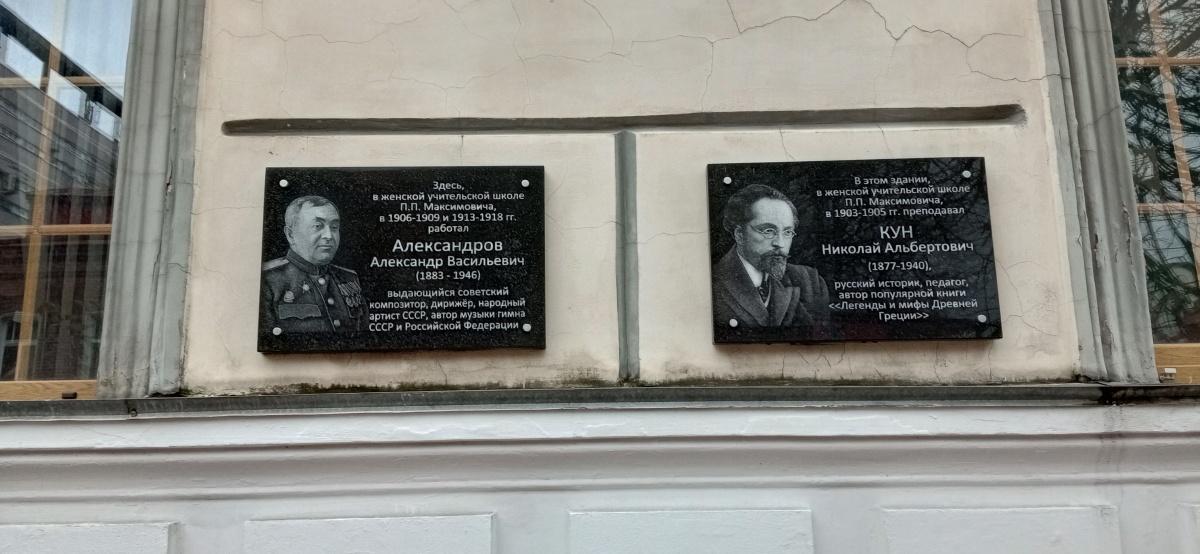 Здесь,
в женской учительской школе
П.П. Максимовича,
в 1906-1909 и 1913-1918 гг.
работал
Александров
Александр Васильевич
(1883 - 1946)
выдающийся советский
композитор, дирижёр, народный
артист СССР, автор музыки гимна
СССР и Российской Федерации
В этом здании,
в женской учительской школе
П.П. Максимовича,
в 1903-1905 гг. преподавал
КУН
Николай Альбертович
(1877-1940),
русский историк, педагог,
автор популярной книги
<<Легенды и мифы Древней
Греции>>